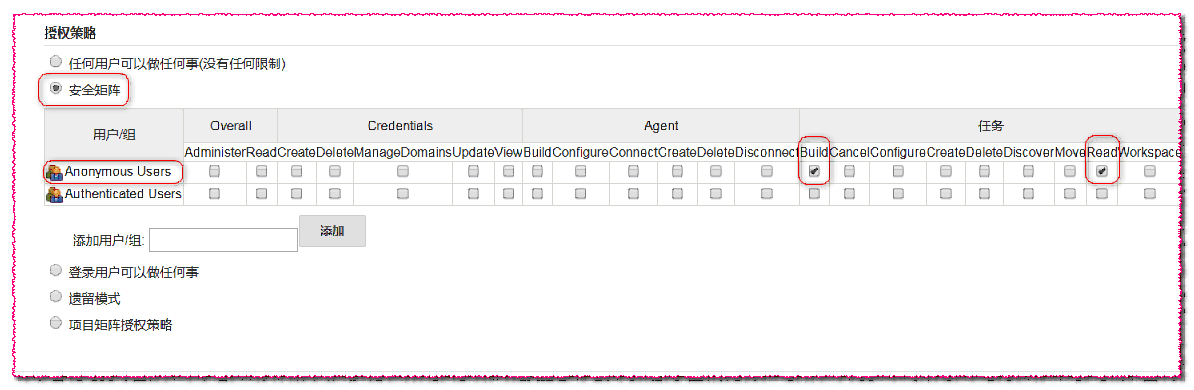 授权策略
任何用户可以做任何事(没有任何限制)
安全矩阵
用户/组 Overall Credentials Agent 任务
Administer Read Create Delete ManageDomains Update View Build Configure Connect Create Delete Disconnect Build Cancel Configure Create Delete Discover Move Read Workspace
Anonymous Users
Authenticated Users
添加用户/组: 添加
登录用户可以做任何事
遗留模式
项目矩阵授权策略